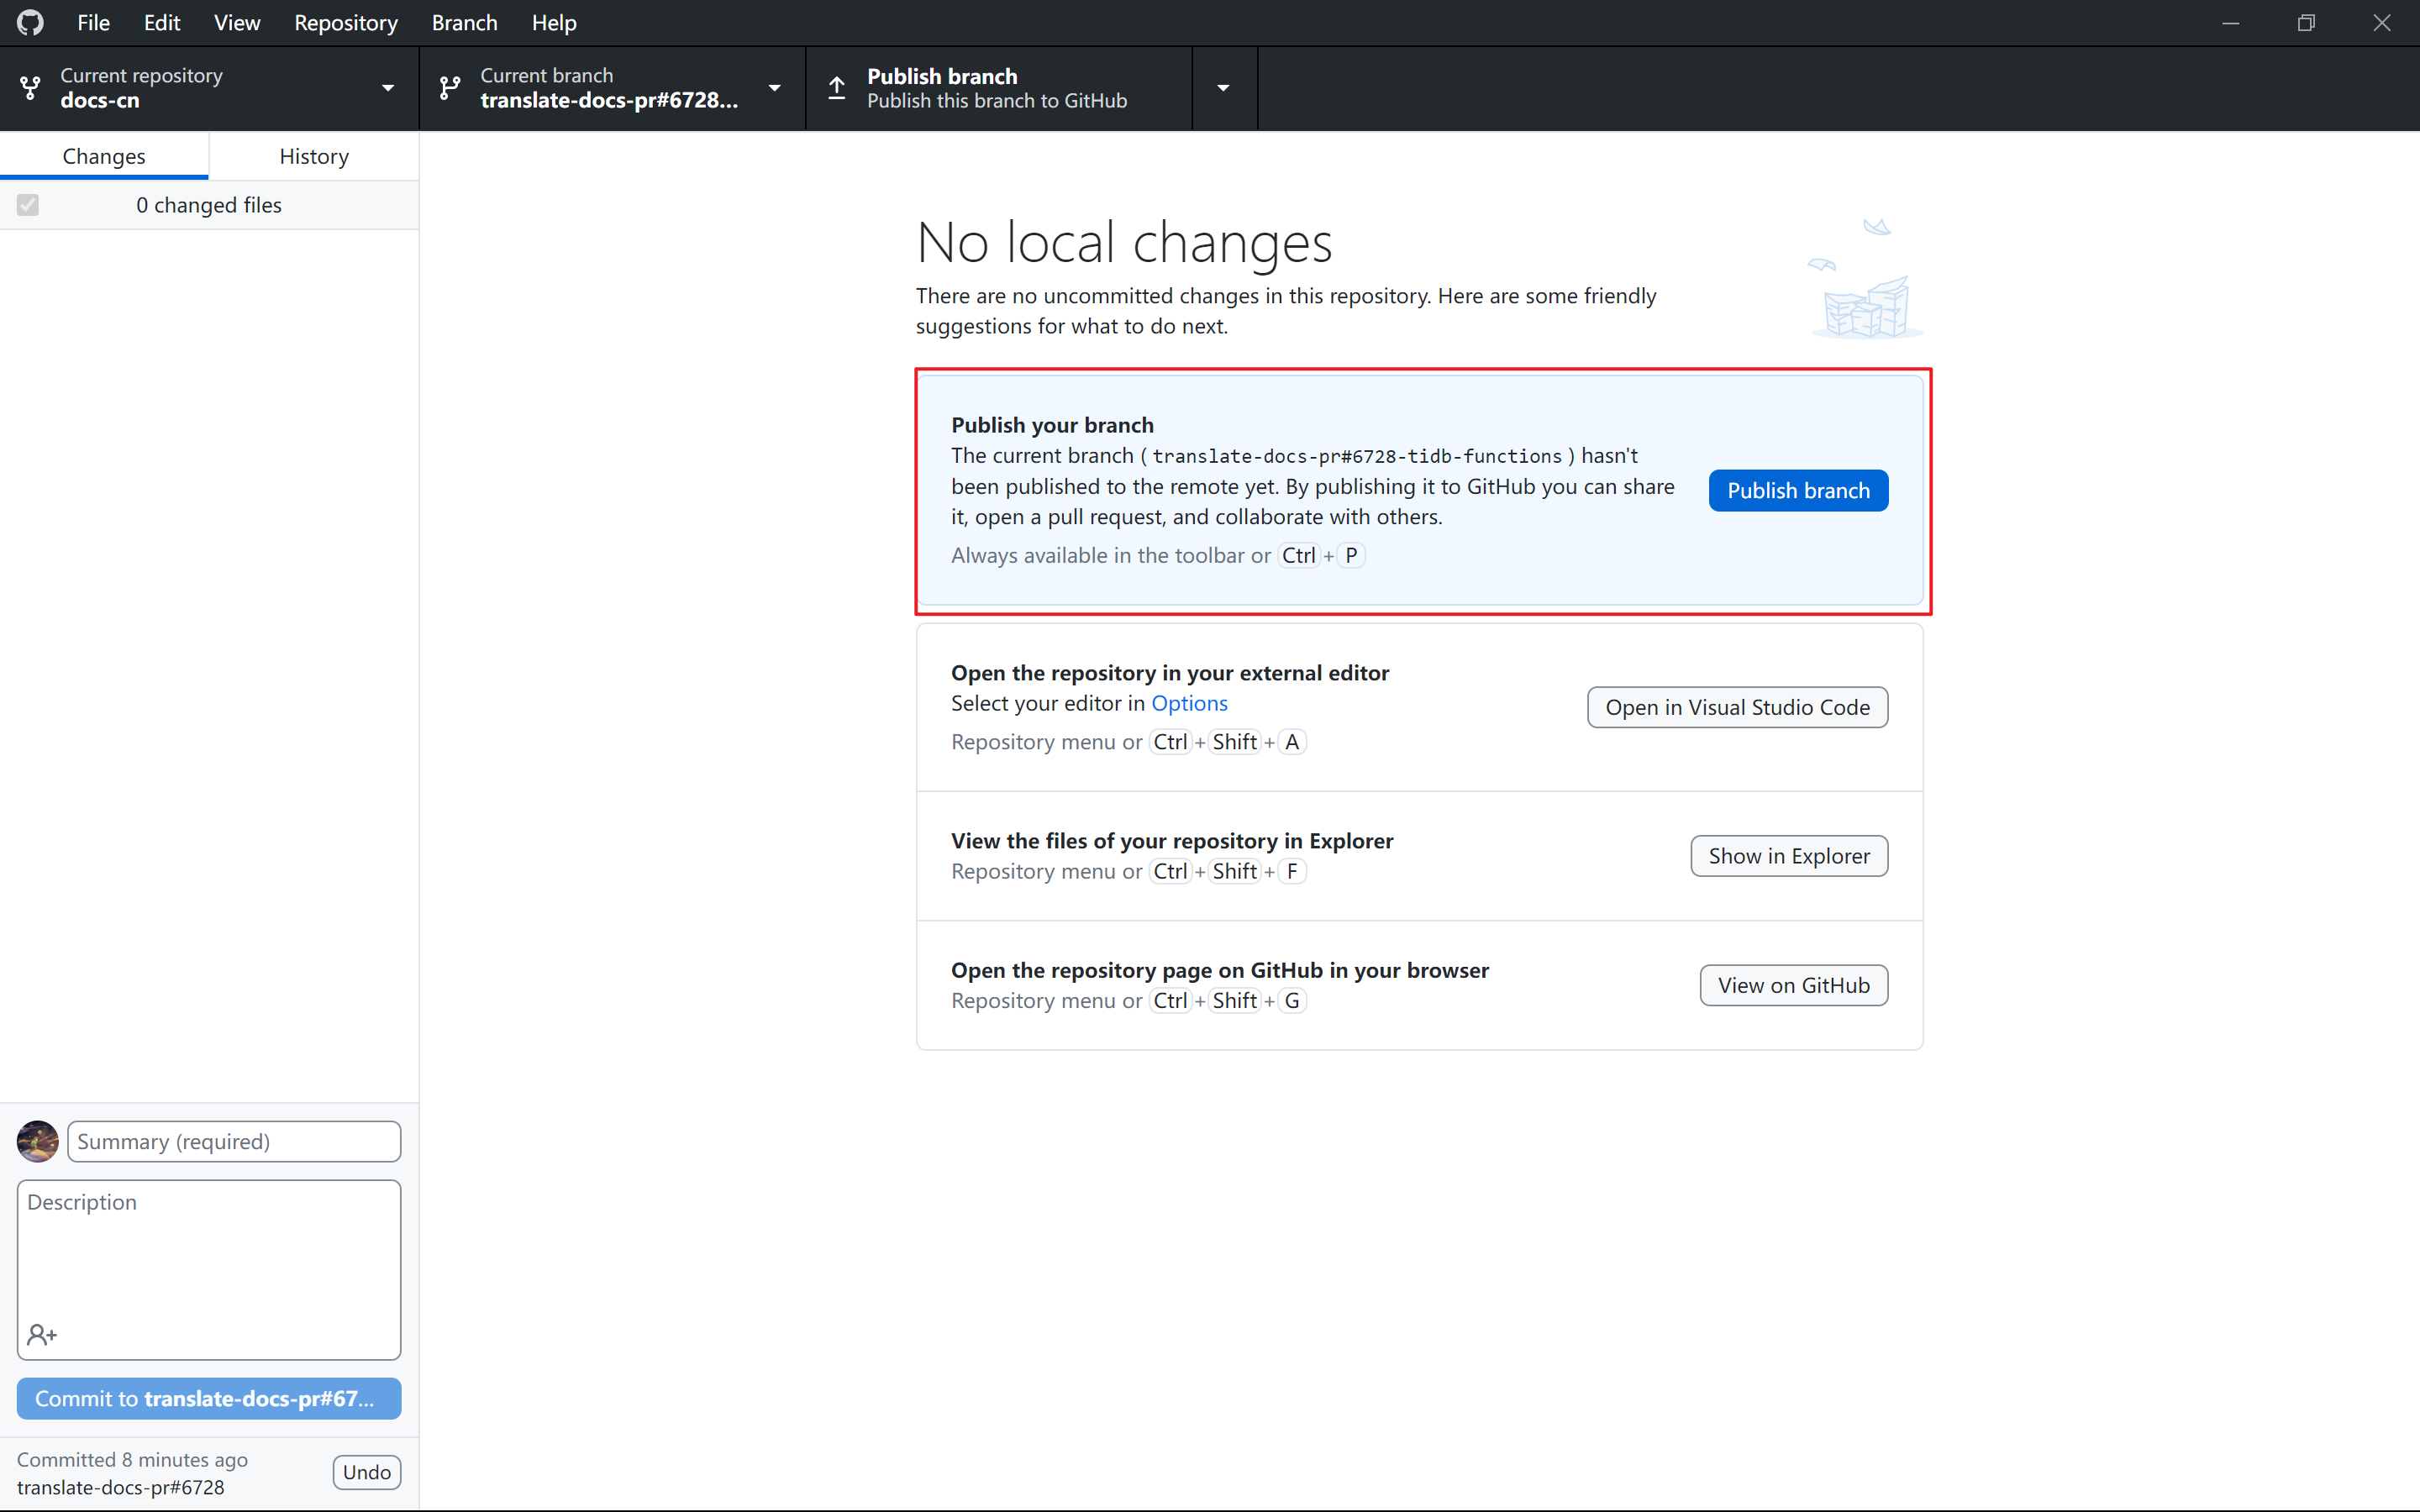 File Edit View Repository Branch Help
Current repository
docs-cn
Current branch
translate-docs-pr#6728...
Publish branch
Publish this branch to GitHub
Changes
History
0 changed files
No local changes
There are no uncommitted changes in this repository. Here are some friendly
suggestions for what to do next.
Publish your branch
The current branch ( translate-docs-pr#6728-tidb-functions ) hasn't
been published to the remote yet. By publishing it to GitHub you can share
it, open a pull request, and collaborate with others.
Always available in the toolbar or Ctrl + P
Publish branch
Open the repository in your external editor
Select your editor in Options
Repository menu or Ctrl + Shift + A
Open in Visual Studio Code
View the files of your repository in Explorer
Repository menu or Ctrl + Shift + F
Show in Explorer
Open the repository page on GitHub in your browser
Repository menu or Ctrl + Shift + G
View on GitHub
Summary (required)
Description
Commit to translate-docs-pr#67...
Committed 8 minutes ago
translate-docs-pr#6728
Undo